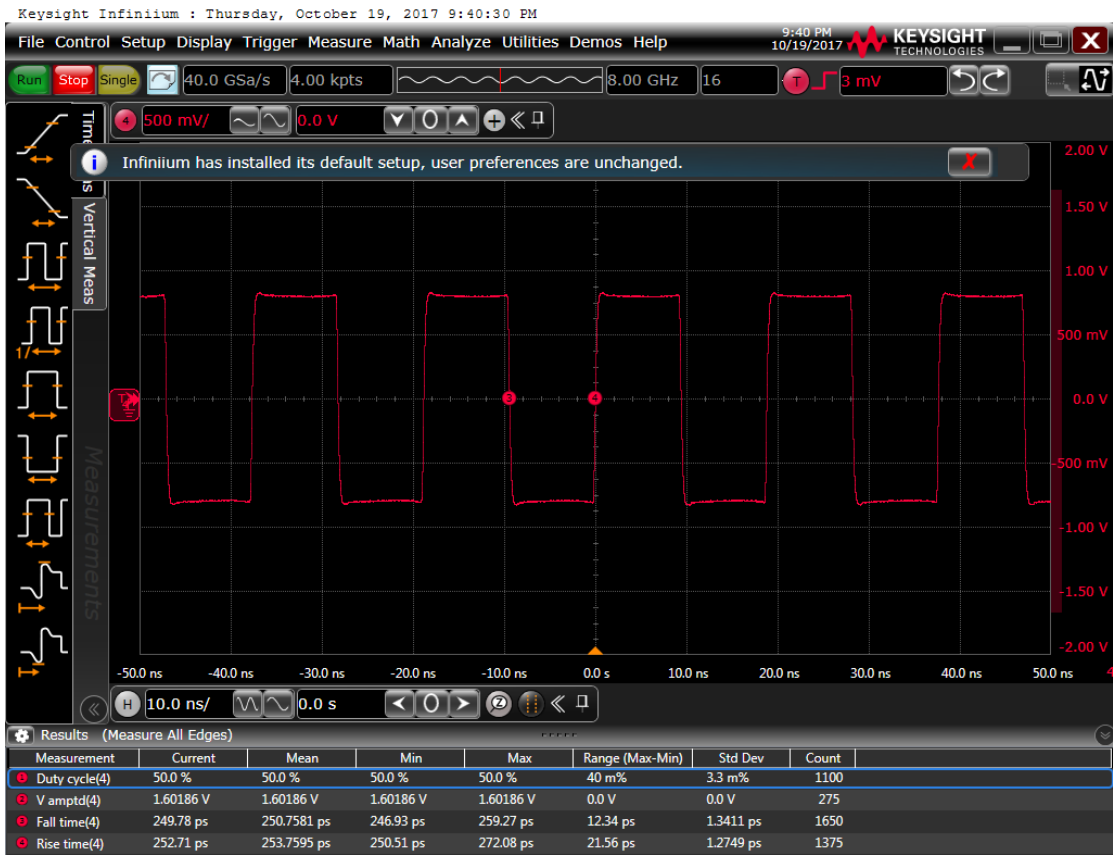 Keysight Infiniium : Thursday, October 19, 2017 9:40:30 PM
File Control Setup Display Trigger Measure Math Analyze Utilities Demos Help
9:40 PM
10/19/2017
KEYSIGHT
TECHNOLOGIES
X
Run Stop Single 40.0 GSa/s 4.00 kpts 8.00 GHz 16 T 3 mV
4 500 mV/ 0.0 V 0
i Infiniium has installed its default setup, user preferences are unchanged. X
Vertical Meas
Measurements
1/
2.00 V
1.50 V
1.00 V
500 mV
0.0 V
-500 mV
-1.00 V
-1.50 V
-2.00 V
3 4
-50.0 ns -40.0 ns -30.0 ns -20.0 ns -10.0 ns 0.0 s 10.0 ns 20.0 ns 30.0 ns 40.0 ns 50.0 ns
H 10.0 ns/ 0.0 s 0 Z
Results (Measure All Edges)
Measurement Current Mean Min Max Range (Max-Min) Std Dev Count
1 Duty cycle(4) 50.0 % 50.0 % 50.0 % 50.0 % 40 m% 3.3 m% 1100
2 V amptd(4) 1.60186 V 1.60186 V 1.60186 V 1.60186 V 0.0 V 0.0 V 275
3 Fall time(4) 249.78 ps 250.7581 ps 246.93 ps 259.27 ps 12.34 ps 1.3411 ps 1650
4 Rise time(4) 252.71 ps 253.7595 ps 250.51 ps 272.08 ps 21.56 ps 1.2749 ps 1375